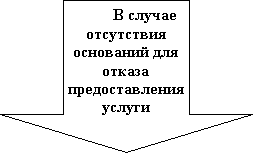 В случае
отсутствия
оснований для
отказа
предоставления
услуги